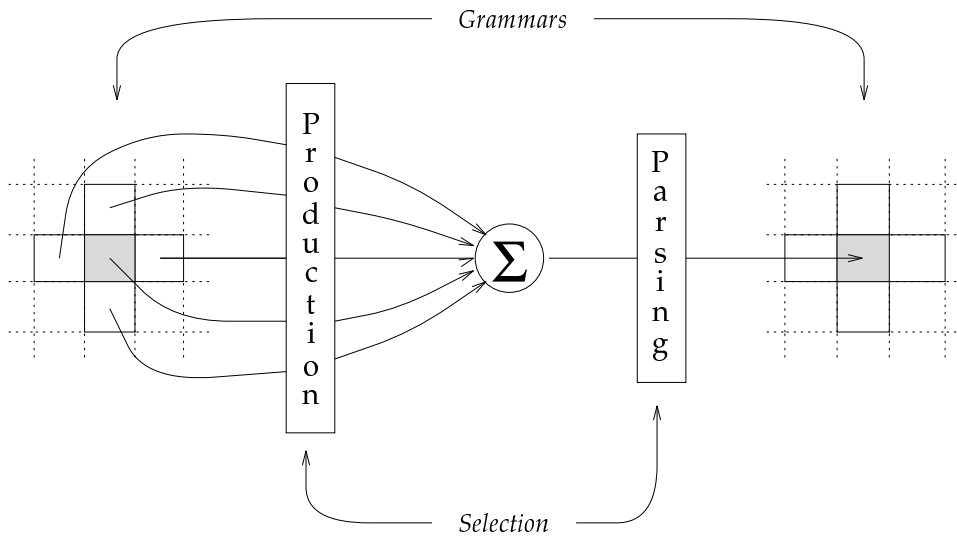 Grammars
Production
Parsing
Σ
Selection